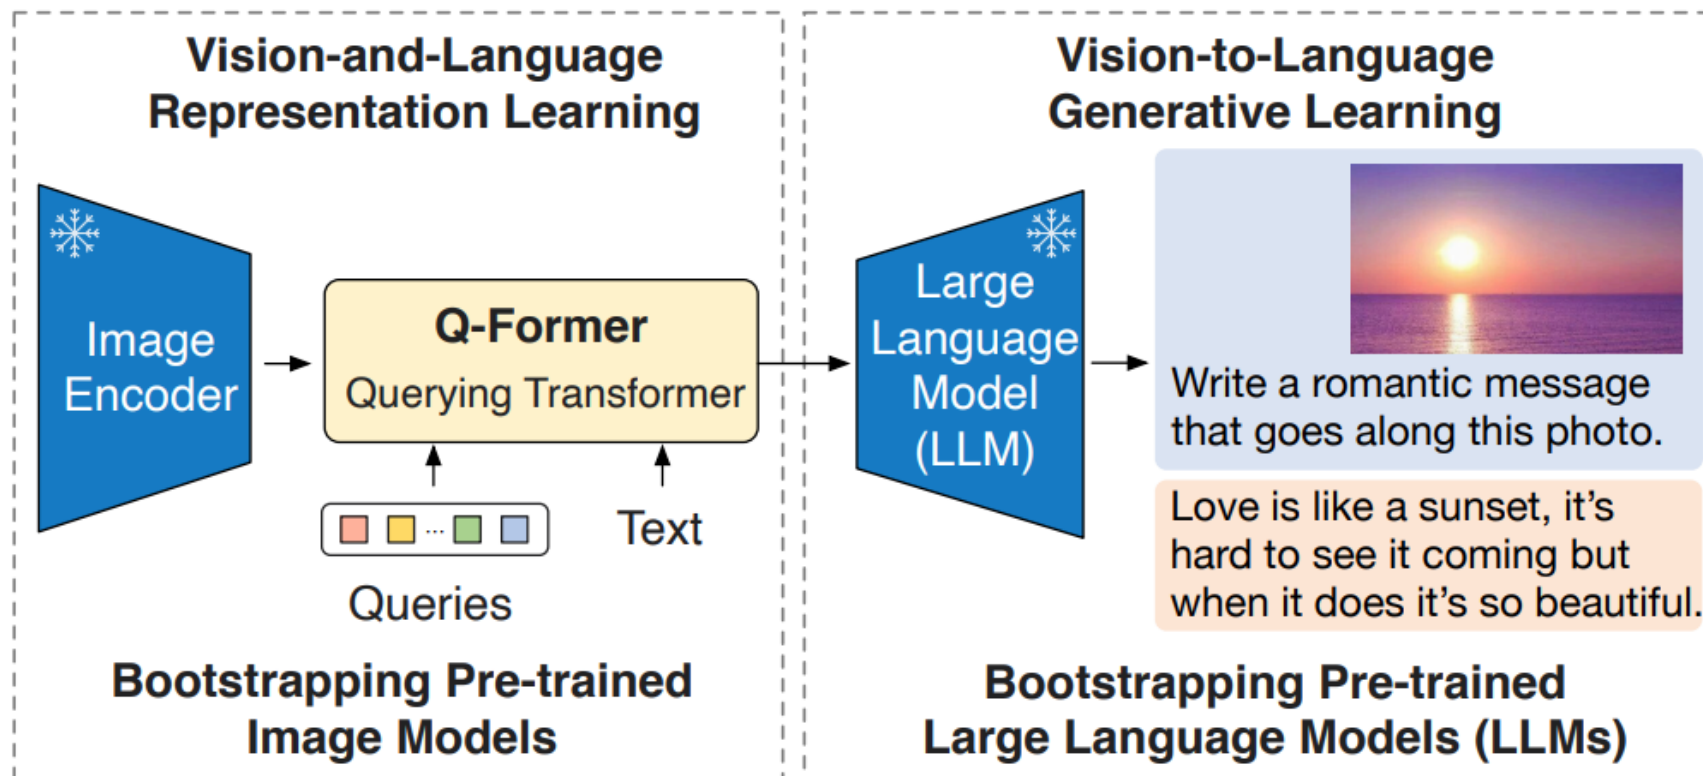 Vision-and-Language
Representation Learning
Image
Encoder
Q-Former
Querying Transformer
...
Queries
Text
Bootstrapping Pre-trained
Image Models
Vision-to-Language
Generative Learning
Large
Language
Model
(LLM)
Write a romantic message
that goes along this photo.
Love is like a sunset, it's
hard to see it coming but
when it does it's so beautiful.
Bootstrapping Pre-trained
Large Language Models (LLMs)